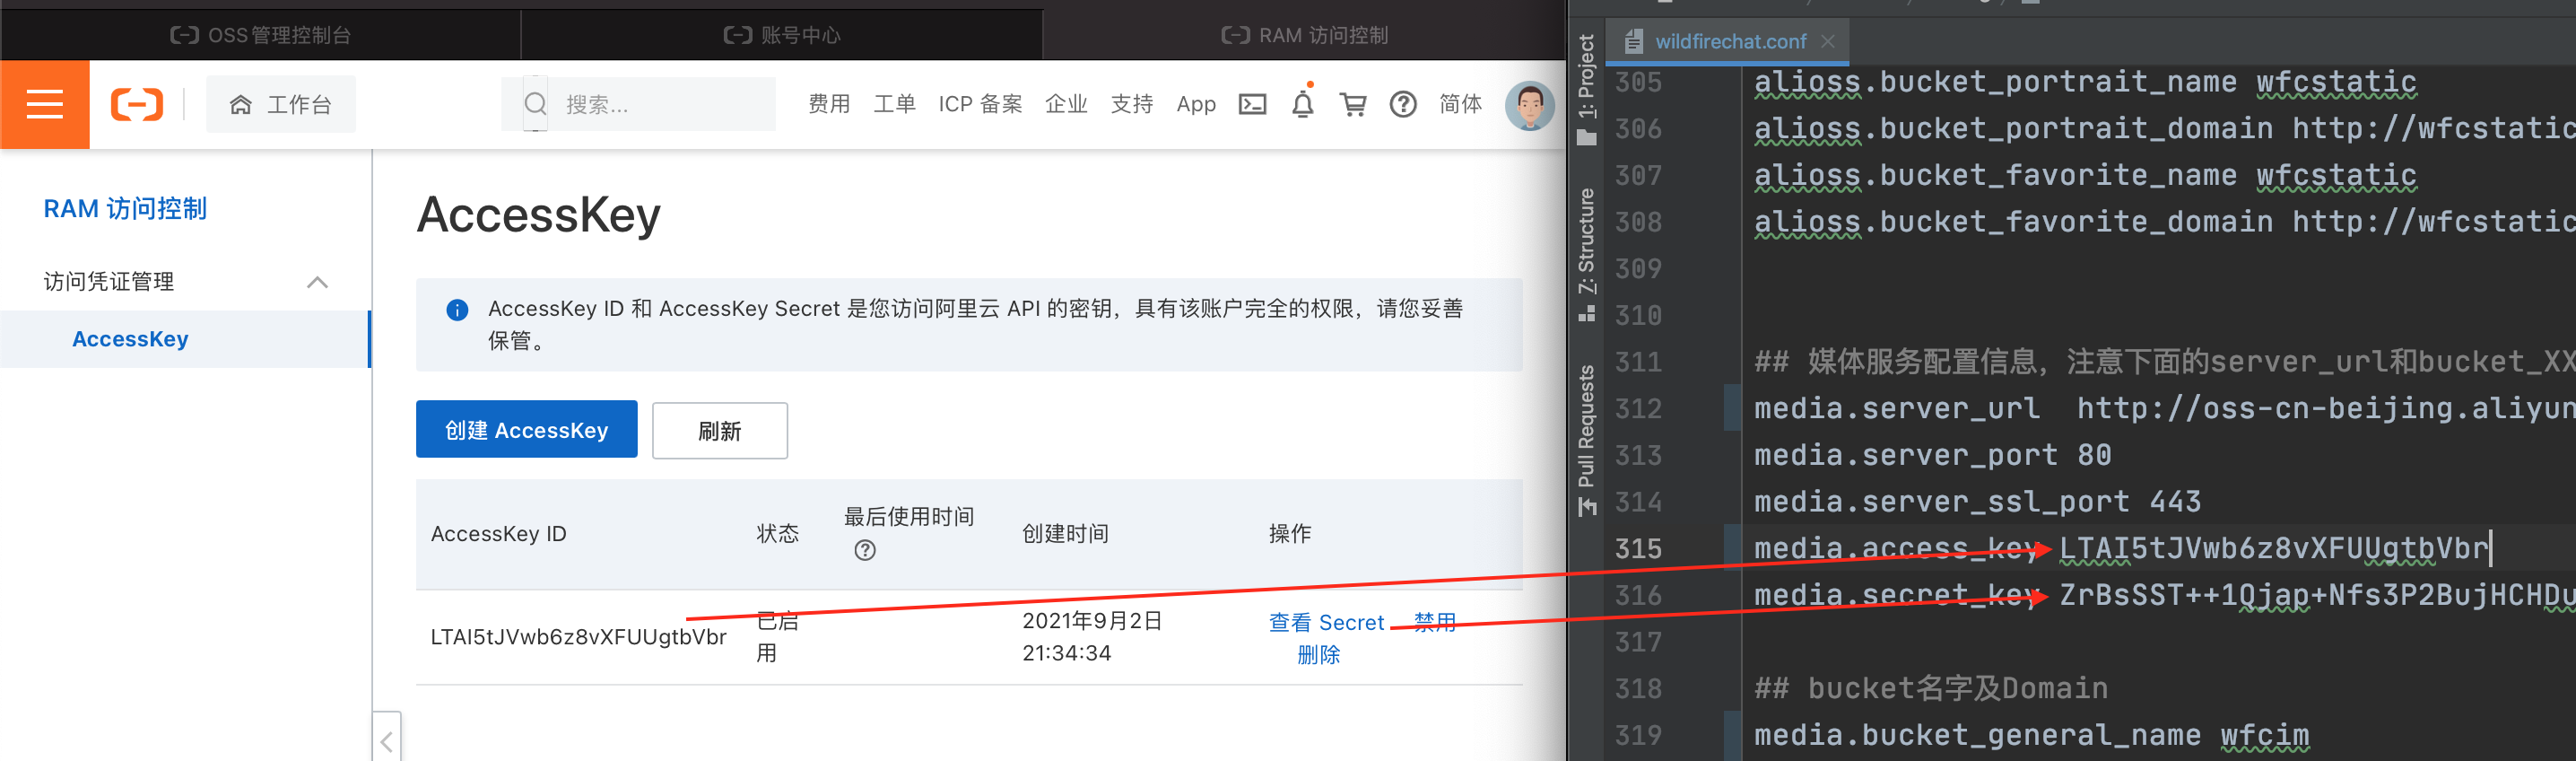 OSS管理控制台
账号中心
RAM 访问控制
工作台
搜索...
费用 工单 ICP 备案 企业 支持 App 简体
RAM 访问控制
访问凭证管理
AccessKey
AccessKey
AccessKey ID 和 AccessKey Secret 是您访问阿里云 API 的密钥，具有该账户完全的权限，请您妥善
保管。
创建 AccessKey
刷新
AccessKey ID 状态 最后使用时间 创建时间 操作
LTAI5tJVwb6z8vXFUUgtbVbr
已启
用
2021年9月2日
21:34:34
查看 Secret 禁用
删除
1: Project
7: Structure
Pull Requests
wildfirechat.conf
305 alioss.bucket_portrait_name wfcstatic
306 alioss.bucket_portrait_domain http://wfcstatic
307 alioss.bucket_favorite_name wfcstatic
308 alioss.bucket_favorite_domain http://wfcstatic
309
310
311 ## 媒体服务配置信息，注意下面的server_url和bucket_XX
312 media.server_url http://oss-cn-beijing.aliyun
313 media.server_port 80
314 media.server_ssl_port 443
315 media.access_key LTAI5tJVwb6z8vXFUUgtbVbr
316 media.secret_key ZrBsSST++1Qjap+Nfs3P2BujHCHDu
317
318 ## bucket名字及Domain
319 media.bucket_general_name wfcim